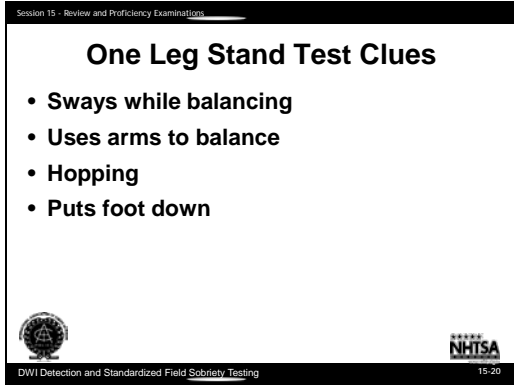 Session 15 - Review and Proficiency Examinations
One Leg Stand Test Clues
• Sways while balancing
• Uses arms to balance
• Hopping
• Puts foot down
NHTSA
DWI Detection and Standardized Field Sobriety Testing
15-20